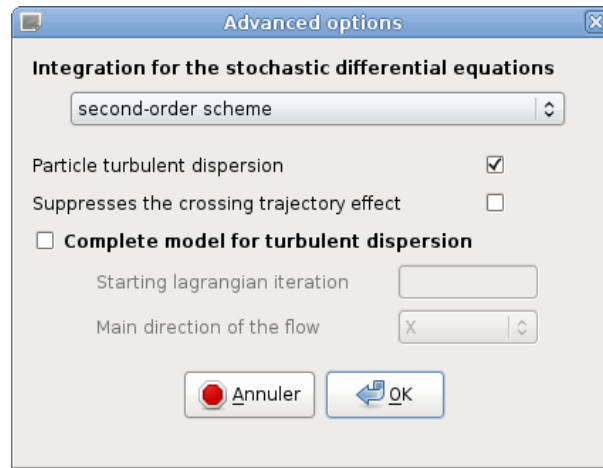 Advanced options
Integration for the stochastic differential equations
second-order scheme
Particle turbulent dispersion
Suppresses the crossing trajectory effect
Complete model for turbulent dispersion
Starting lagrangian iteration
Main direction of the flow X
Annuler OK